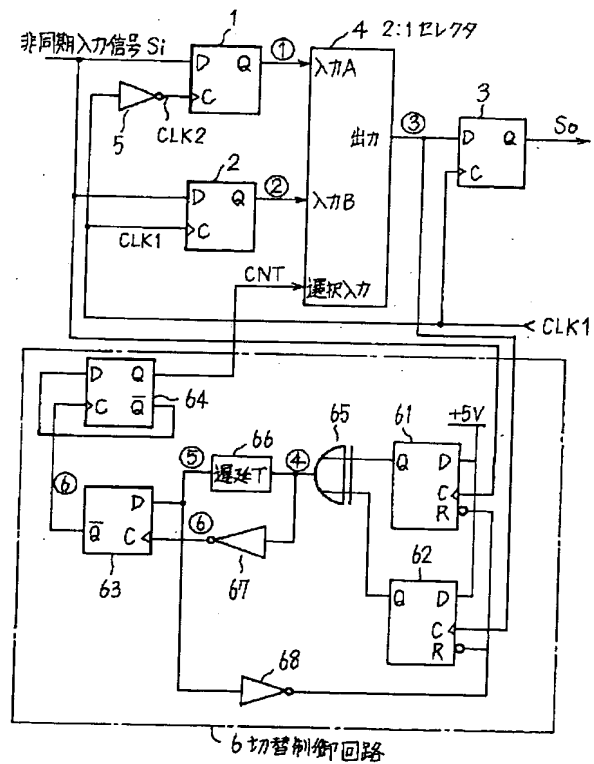 1
4 2:1セレクタ
非同期入力信号 Si
D Q
①
入力A
C
5
CLK2
3
③
出力
D Q
So
C
2
D Q
②
入力B
C
CLK1
CNT
選択入力
CLK1
D Q
C Q̅
64
65
61
+5V
66
⑤
遅延T
④
Q D
C
R
⑥
D
Q̅ C
63
⑥
67
62
Q D
C
R
68
6 切替制御回路